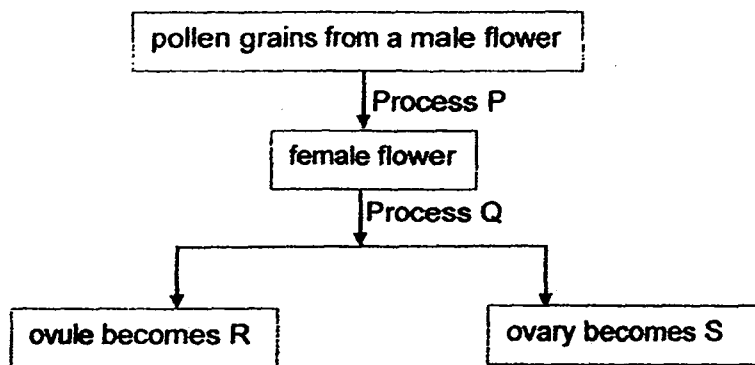 pollen grains from a male flower
Process P
female flower
Process Q
ovule becomes R
ovary becomes S